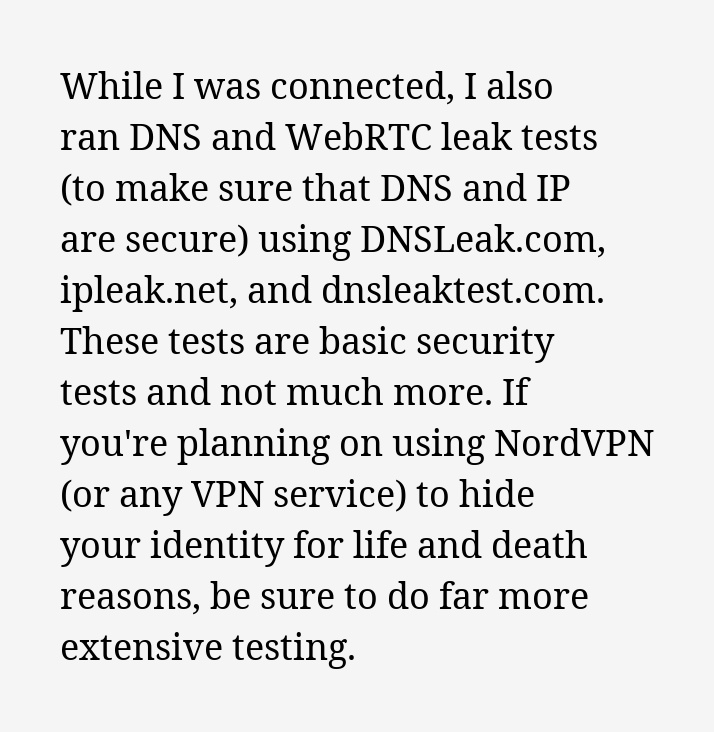 While I was connected, I also
ran DNS and WebRTC leak tests
(to make sure that DNS and IP
are secure) using DNSLeak.com,
ipleak.net, and dnsleaktest.com.
These tests are basic security
tests and not much more. If
you're planning on using NordVPN
(or any VPN service) to hide
your identity for life and death
reasons, be sure to do far more
extensive testing.